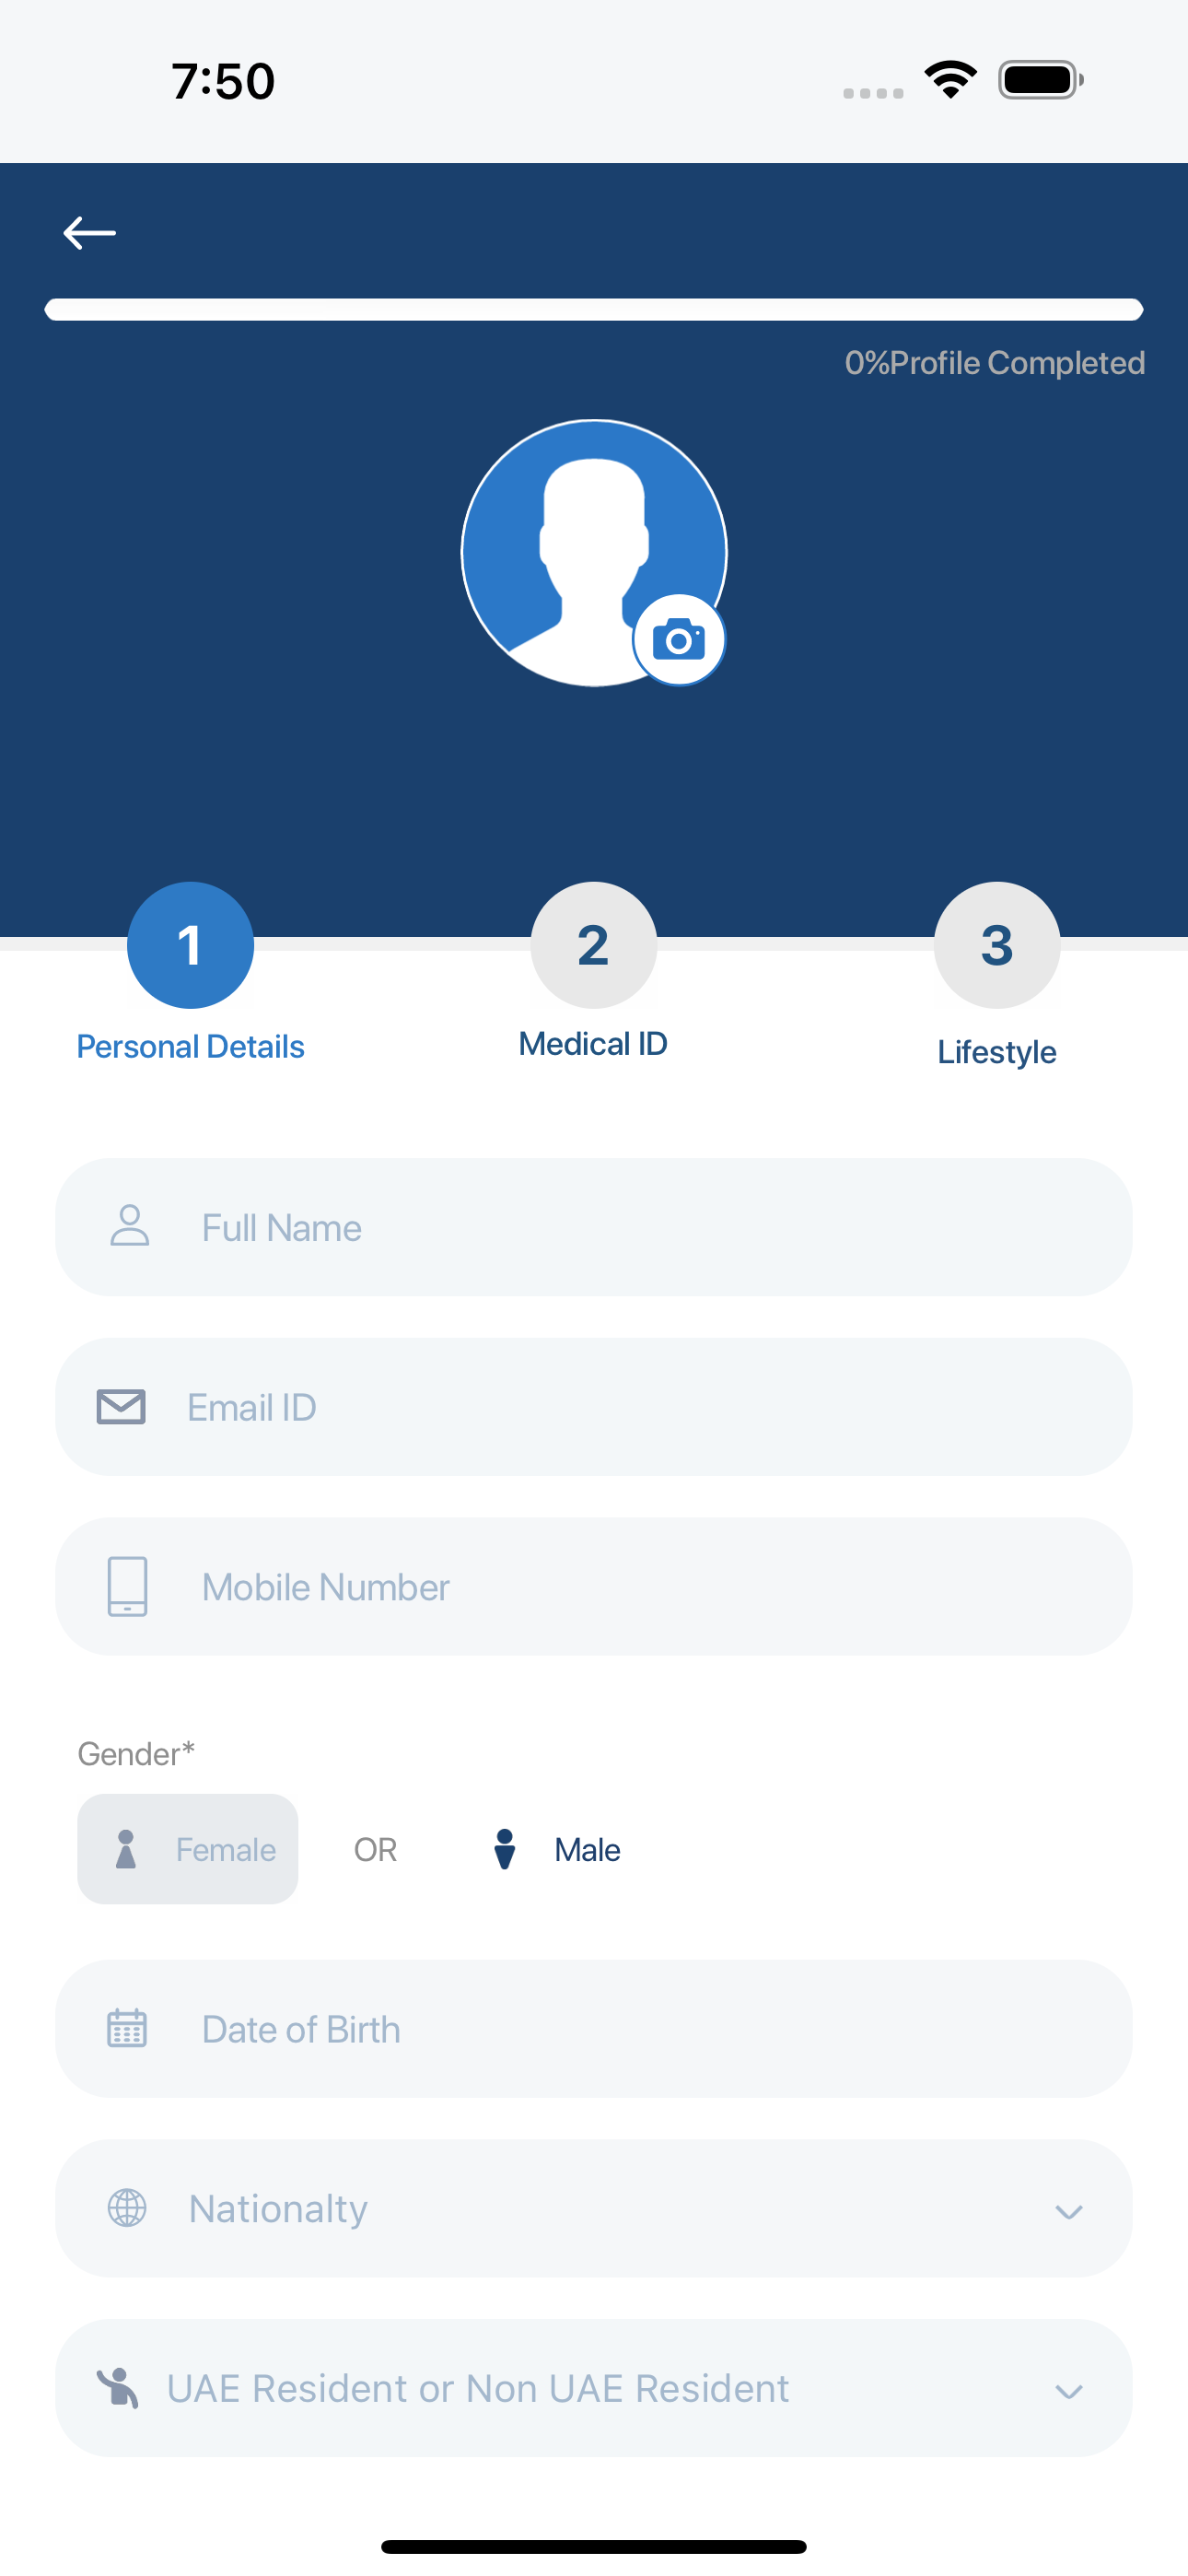 7:50
0%Profile Completed
1
2
3
Personal Details
Medical ID
Lifestyle
Full Name
Email ID
Mobile Number
Gender*
Female OR Male
Date of Birth
Nationalty
UAE Resident or Non UAE Resident